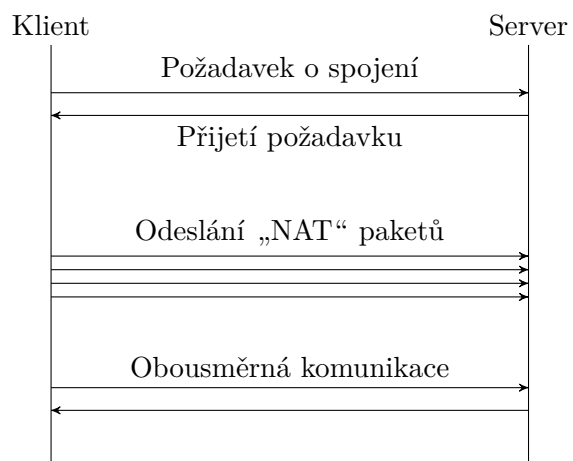 Klient
Server
Požadavek o spojení
Přijetí požadavku
Odeslání „NAT“ paketů
Obousměrná komunikace